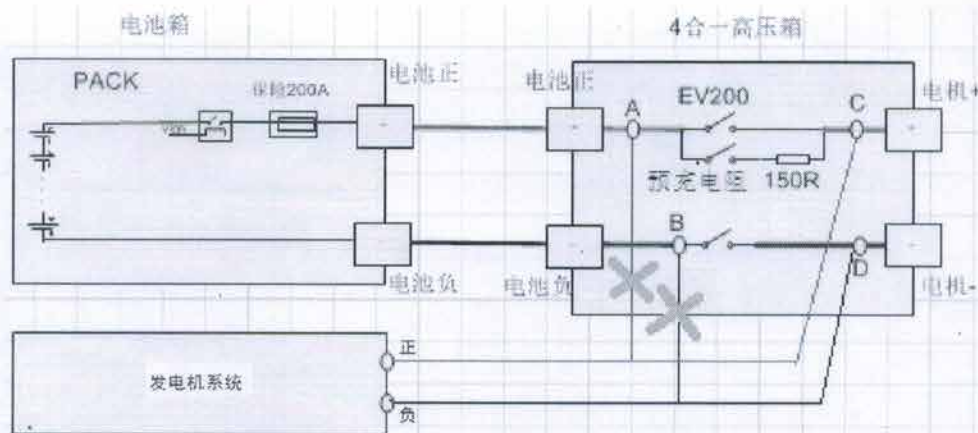 电池箱
4合一高压箱
PACK
保险200A
电池正
电池正
A
EV200
C
电机+
预充电阻 150R
B
D
电池负
电池负
电机-
正
发电机系统
负